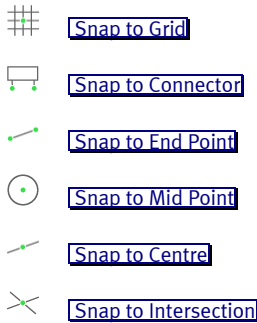 Snap to Grid
Snap to Connector
Snap to End Point
Snap to Mid Point
Snap to Centre
Snap to Intersection